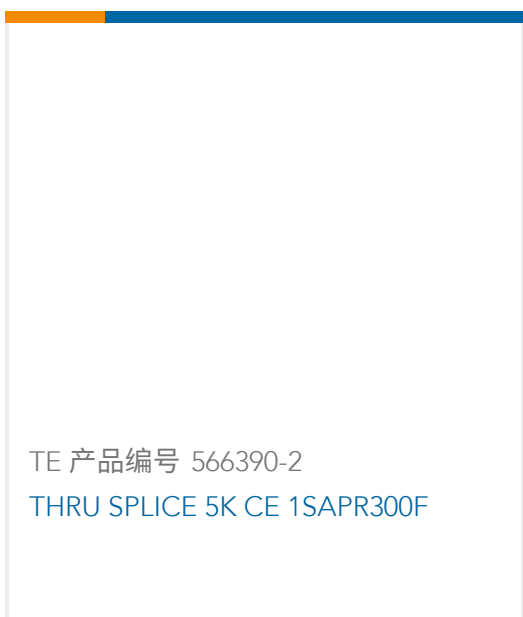 TE 产品编号 566390-2
THRU SPLICE 5K CE 1SAPR300F